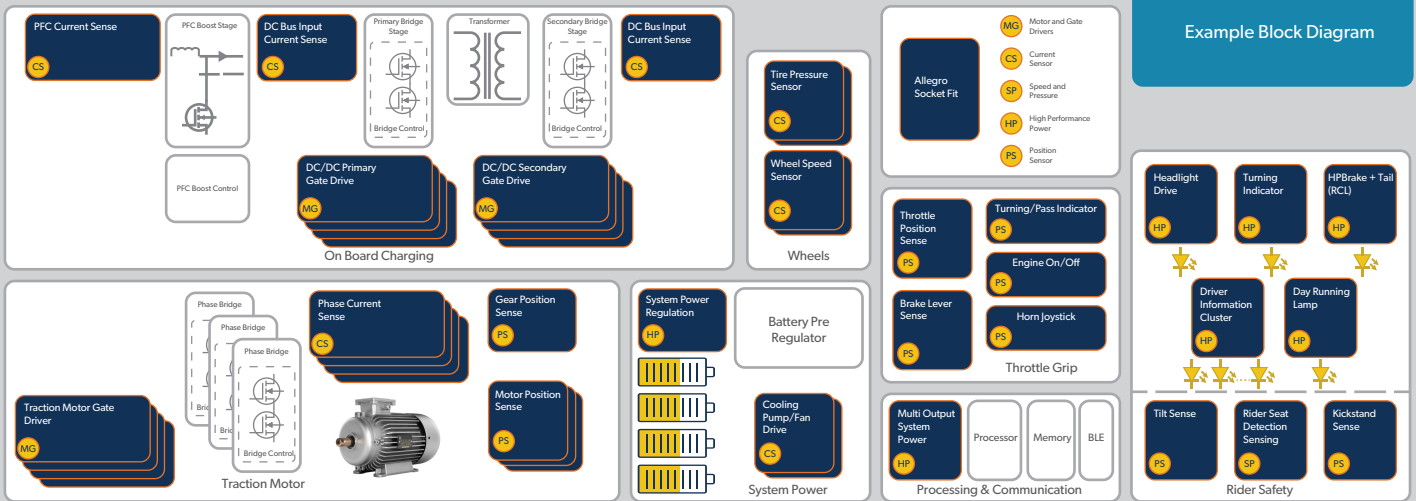 PFC Current Sense
CS
PFC Boost Stage
DC Bus Input
Current Sense
CS
Primary Bridge
Stage
Bridge Control
Transformer
Secondary Bridge
Stage
Bridge Control
DC Bus Input
Current Sense
CS
PFC Boost Control
DC/DC Primary
Gate Drive
MG
DC/DC Secondary
Gate Drive
MG
On Board Charging
Tire Pressure
Sensor
CS
Wheel Speed
Sensor
CS
Wheels
Allegro
Socket Fit
MG
Motor and Gate
Drivers
CS
Current
Sensor
SP
Speed and
Pressure
HP
High Performance
Power
PS
Position
Sensor
Example Block Diagram
Throttle
Position
Sense
PS
Brake Lever
Sense
PS
Turning/Pass Indicator
PS
Engine On/Off
PS
Horn Joystick
PS
Throttle Grip
Headlight
Drive
HP
Turning
Indicator
HP
HPBrake + Tail
(RCL)
HP
Driver
Information
Cluster
HP
Day Running
Lamp
HP
Tilt Sense
PS
Rider Seat
Detection
Sensing
SP
Kickstand
Sense
PS
Rider Safety
Traction Motor Gate
Driver
MG
Phase Bridge
Bric
Phase Bridge
Bric
Phase Bridge
Bridge Control
Phase Current
Sense
CS
Gear Position
Sense
PS
Motor Position
Sense
PS
Traction Motor
System Power
Regulation
HP
Battery Pre
Regulator
Cooling
Pump/Fan
Drive
CS
System Power
Multi Output
System
Power
HP
Processor
Memory
BLE
Processing & Communication